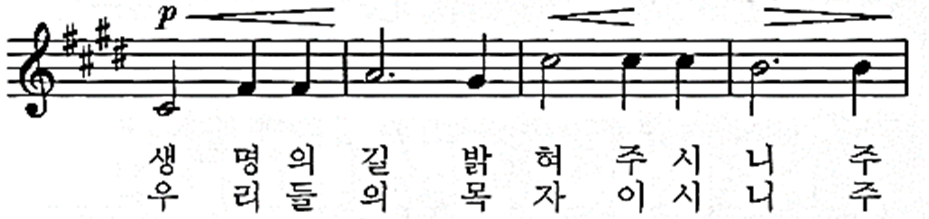 p
생 명 의 길 밝 혀 주 시 니 주
우 리 들 의 목 자 이 시 니 주